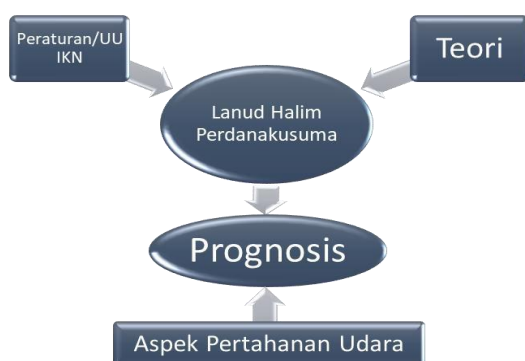 Peraturan/UU
IKN
Teori
Lanud Halim
Perdanakusuma
Prognosis
Aspek Pertahanan Udara